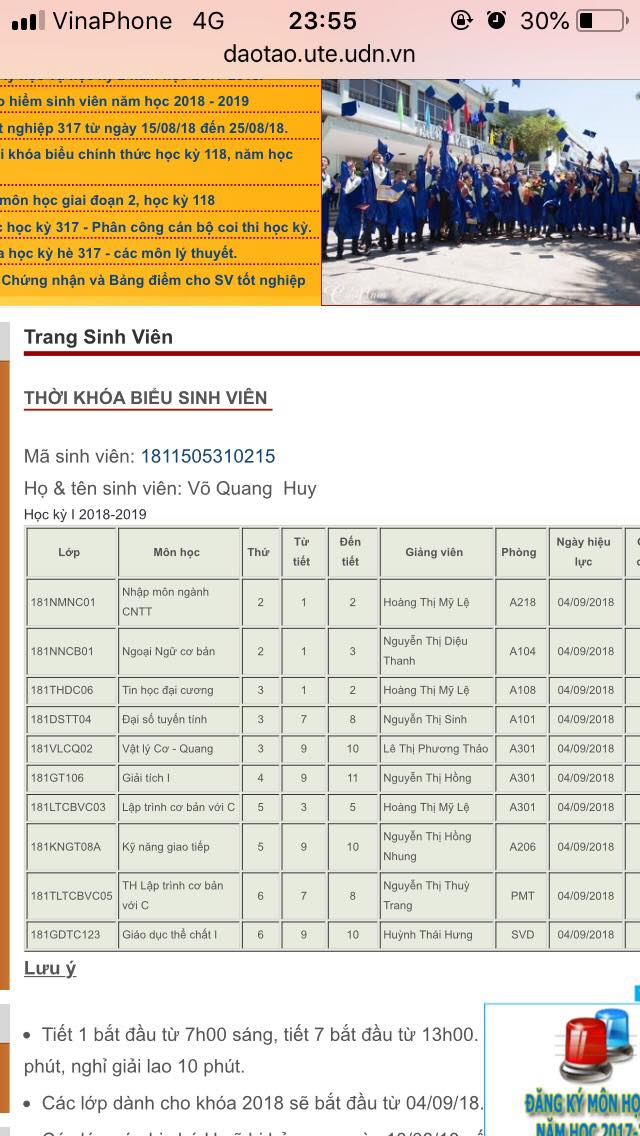 VinaPhone 4G 23:55 30%
daotao.ute.udn.vn
hiểm sinh viên năm học 2018 - 2019
nghiệp 317 từ ngày 15/08/18 đến 25/08/18.
khóa biểu chính thức học kỳ 118, năm học
môn học giai đoạn 2, học kỳ 118
học kỳ 317 - Phân công cán bộ coi thi học kỳ.
học kỳ hè 317 - các môn lý thuyết.
Chứng nhận và Bảng điểm cho SV tốt nghiệp
Trang Sinh Viên
THỜI KHÓA BIỂU SINH VIÊN
Mã sinh viên: 1811505310215
Họ & tên sinh viên: Võ Quang Huy
Học kỳ I 2018-2019
Lớp Môn học Thứ Từ tiết Đến tiết Giảng viên Phòng Ngày hiệu lực
181NMNC01 Nhập môn ngành CNTT 2 1 2 Hoàng Thị Mỹ Lệ A218 04/09/2018
181NNCB01 Ngoại Ngữ cơ bản 2 1 3 Nguyễn Thị Diệu Thanh A104 04/09/2018
181THDC06 Tin học đại cương 3 1 2 Hoàng Thị Mỹ Lệ A108 04/09/2018
181DSTT04 Đại số tuyến tính 3 7 8 Nguyễn Thị Sinh A101 04/09/2018
181VLCQ02 Vật lý Cơ - Quang 3 9 10 Lê Thị Phương Thảo A301 04/09/2018
181GT106 Giải tích I 4 9 11 Nguyễn Thị Hồng A301 04/09/2018
181LTCBVC03 Lập trình cơ bản với C 5 3 5 Hoàng Thị Mỹ Lệ A301 04/09/2018
181KNGT08A Kỹ năng giao tiếp 5 9 10 Nguyễn Thị Hồng Nhung A206 04/09/2018
181TLTCBVC05 TH Lập trình cơ bản với C 6 7 8 Nguyễn Thị Thuỳ Trang PMT 04/09/2018
181GDTC123 Giáo dục thể chất I 6 9 10 Huỳnh Thái Hưng SVD 04/09/2018
Lưu ý
• Tiết 1 bắt đầu từ 7h00 sáng, tiết 7 bắt đầu từ 13h00.
phút, nghỉ giải lao 10 phút.
• Các lớp dành cho khóa 2018 sẽ bắt đầu từ 04/09/18.
ĐĂNG KÝ MÔN HỌ
NĂM HỌC 2017-